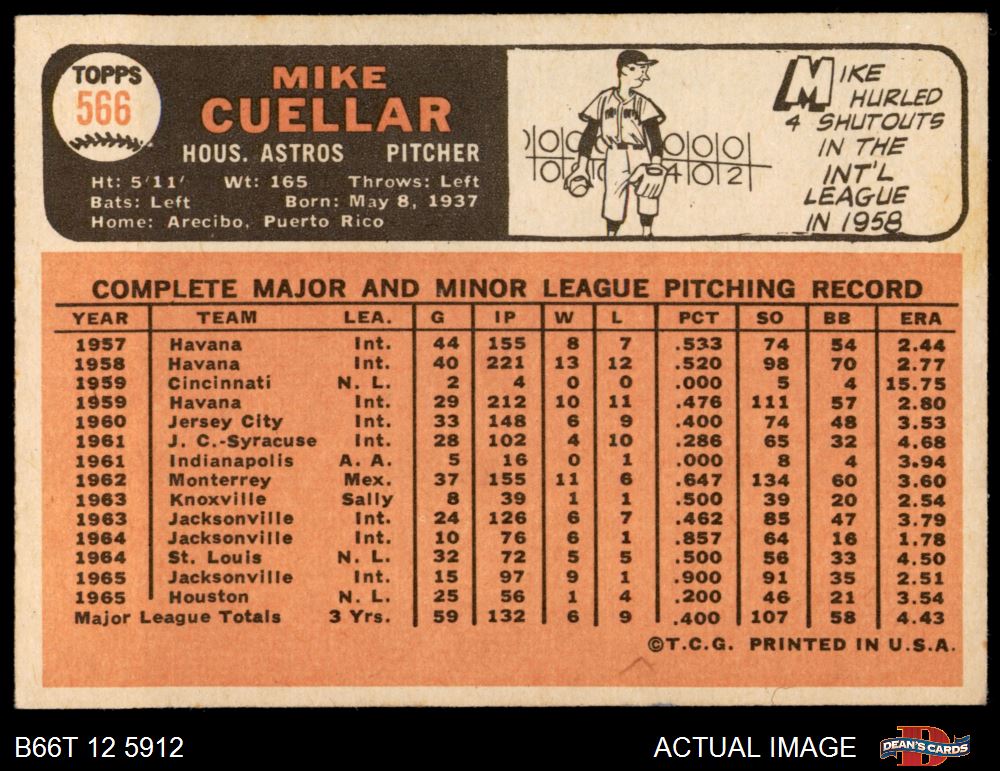 TOPPS
566
MIKE
CUELLAR
HOUS. ASTROS PITCHER
Ht: 5'11' Wt: 165 Throws: Left
Bats: Left Born: May 8, 1937
Home: Arecibo, Puerto Rico
MIKE
HURLED
4 SHUTOUTS
IN THE
INT'L
LEAGUE
IN 1958
COMPLETE MAJOR AND MINOR LEAGUE PITCHING RECORD
YEAR TEAM LEA. G IP W L PCT SO BB ERA
1957 Havana Int. 44 155 8 7 .533 74 54 2.44
1958 Havana Int. 40 221 13 12 .520 98 70 2.77
1959 Cincinnati N. L. 2 4 0 0 .000 5 4 15.75
1959 Havana Int. 29 212 10 11 .476 111 57 2.80
1960 Jersey City Int. 33 148 6 9 .400 74 48 3.53
1961 J. C.-Syracuse Int. 28 102 4 10 .286 65 32 4.68
1961 Indianapolis A. A. 5 16 0 1 .000 8 4 3.94
1962 Monterrey Mex. 37 155 11 6 .647 134 60 3.60
1963 Knoxville Sally 8 39 1 1 .500 39 20 2.54
1963 Jacksonville Int. 24 126 6 7 .462 85 47 3.79
1964 Jacksonville Int. 10 76 6 1 .857 64 16 1.78
1964 St. Louis N. L. 32 72 5 5 .500 56 33 4.50
1965 Jacksonville Int. 15 97 9 1 .900 91 35 2.51
1965 Houston N. L. 25 56 1 4 .200 46 21 3.54
Major League Totals 3 Yrs. 59 132 6 9 .400 107 58 4.43
©T.C.G. PRINTED IN U.S.A.
B66T 12 5912 ACTUAL IMAGE DEAN'S CARDS